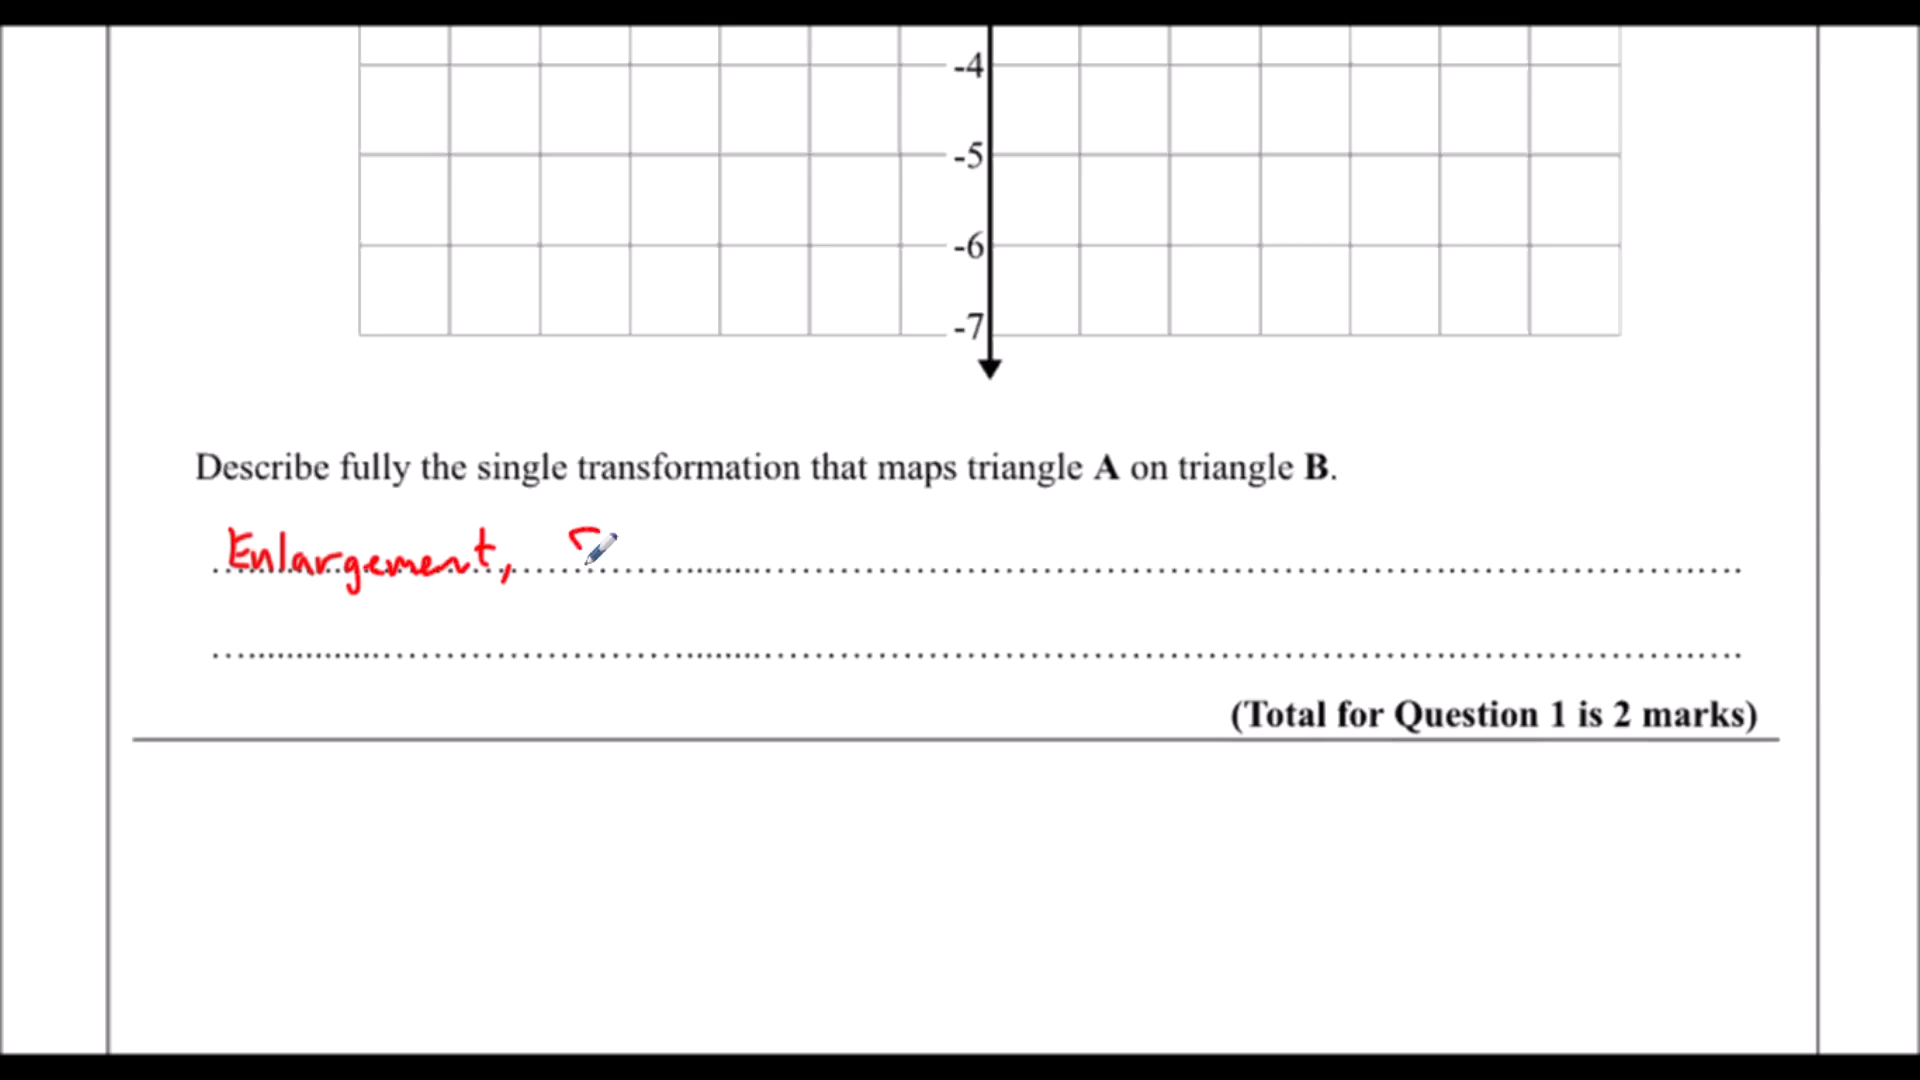 -4
-5
-6
-7
Describe fully the single transformation that maps triangle A on triangle B.
Enlargement,
(Total for Question 1 is 2 marks)